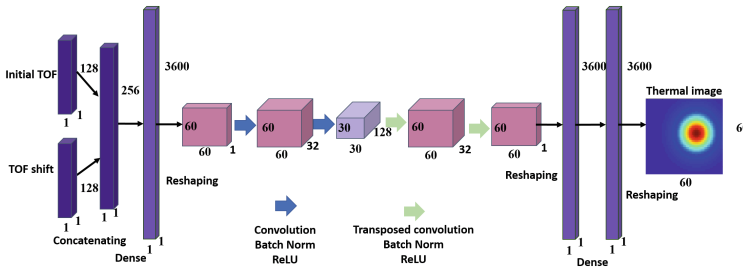 Initial TOF
128
1
1
TOF shift
128
1
1
256
1
1
Concatenating
3600
1
1
Dense
Reshaping
60
60
1
60
60
32
30
30
128
60
60
32
60
60
1
Convolution
Batch Norm
ReLU
Transposed convolution
Batch Norm
ReLU
Reshaping
3600
1
1
Dense
3600
1
1
Reshaping
Thermal image
60
6